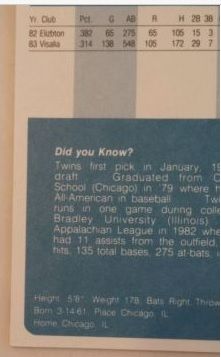 Yr. Club Pct. G AB R H 2B 3B
82 Elizbton .382 65 275 65 105 15 3
83 Visalia .314 138 548 105 172 29 7
Did you Know?
Twins first pick in January, 19
draft Graduated from C
School (Chicago) in '79 where h
All-American in baseball Twi
runs in one game during colle
Bradley University (Illinois)
Appalachian League in 1982 whe
had 11 assists from the outfield,
hits, 135 total bases, 275 at-bats, i
Height 5'8". Weight 178. Bats Right. Throw
Born 3-14-61. Place Chicago, IL
Home Chicago, IL